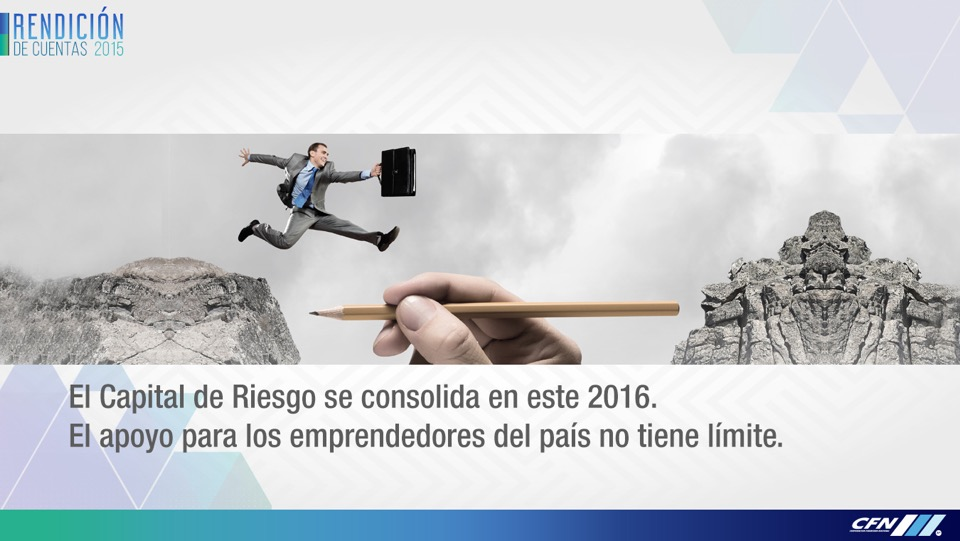 RENDICIÓN
DE CUENTAS 2015
El Capital de Riesgo se consolida en este 2016.
El apoyo para los emprendedores del país no tiene límite.
CFN